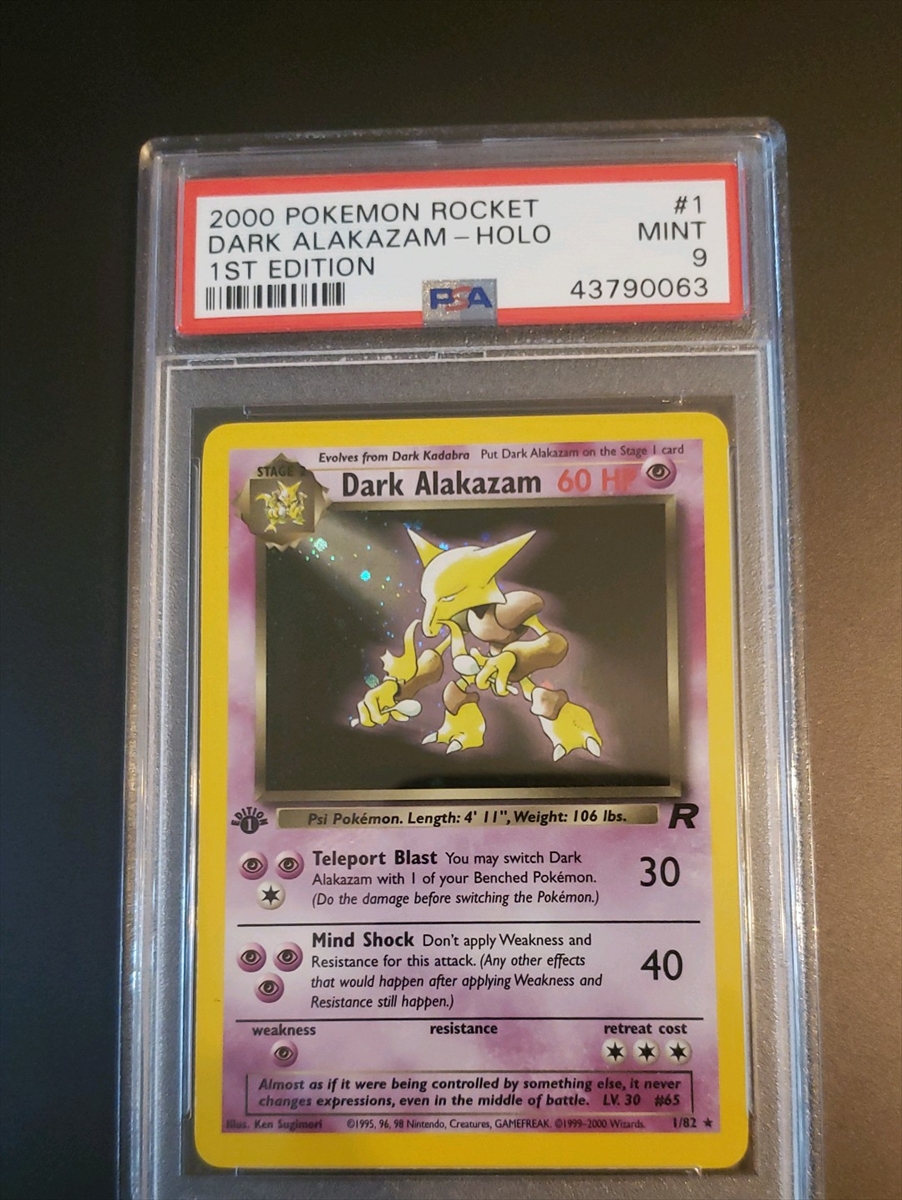 2000 POKEMON ROCKET #1
DARK ALAKAZAM - HOLO MINT
1ST EDITION 9
PSA 43790063
Evolves from Dark Kadabra Put Dark Alakazam on the Stage 1 card
STAGE 2
Dark Alakazam 60 HP
EDITION
1
Psi Pokémon. Length: 4' 11", Weight: 106 lbs.
R
Teleport Blast You may switch Dark
Alakazam with 1 of your Benched Pokémon.
(Do the damage before switching the Pokémon.)
30
Mind Shock Don't apply Weakness and
Resistance for this attack. (Any other effects
that would happen after applying Weakness and
Resistance still happen.)
40
weakness resistance retreat cost
Almost as if it were being controlled by something else, it never
changes expressions, even in the middle of battle. LV. 30 #65
Illus. Ken Sugimori ©1995, 96, 98 Nintendo, Creatures, GAMEFREAK. ©1999-2000 Wizards. 1/82 ★